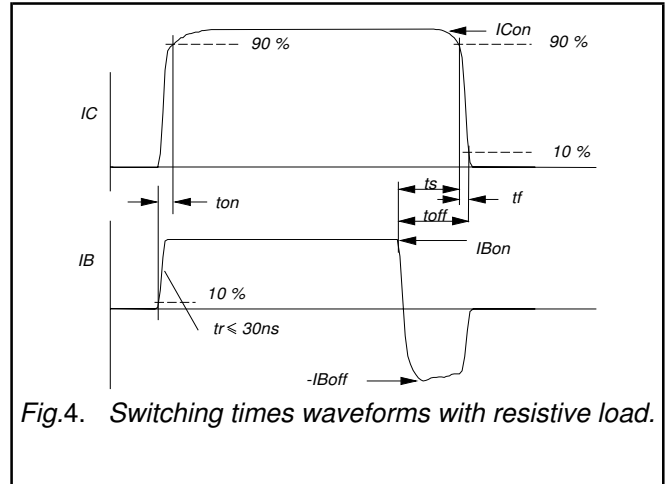 ICon
90 %
90 %
IC
10 %
ts
ton
tf
toff
IB
IBon
10 %
tr ≤ 30ns
-IBoff
Fig.4. Switching times waveforms with resistive load.